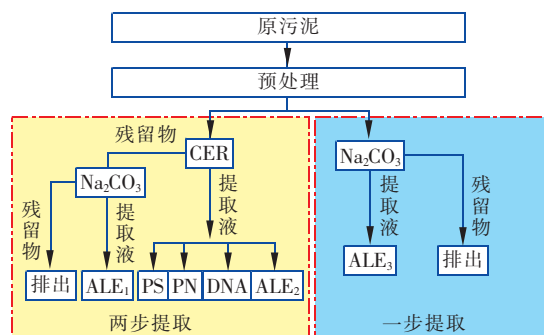 原污泥
预处理
残留物
CER
Na₂CO₃
Na₂CO₃
残留物
提取液
提取液
提取液
残留物
排出
ALE₁
PS
PN
DNA
ALE₂
ALE₃
排出
两步提取
一步提取